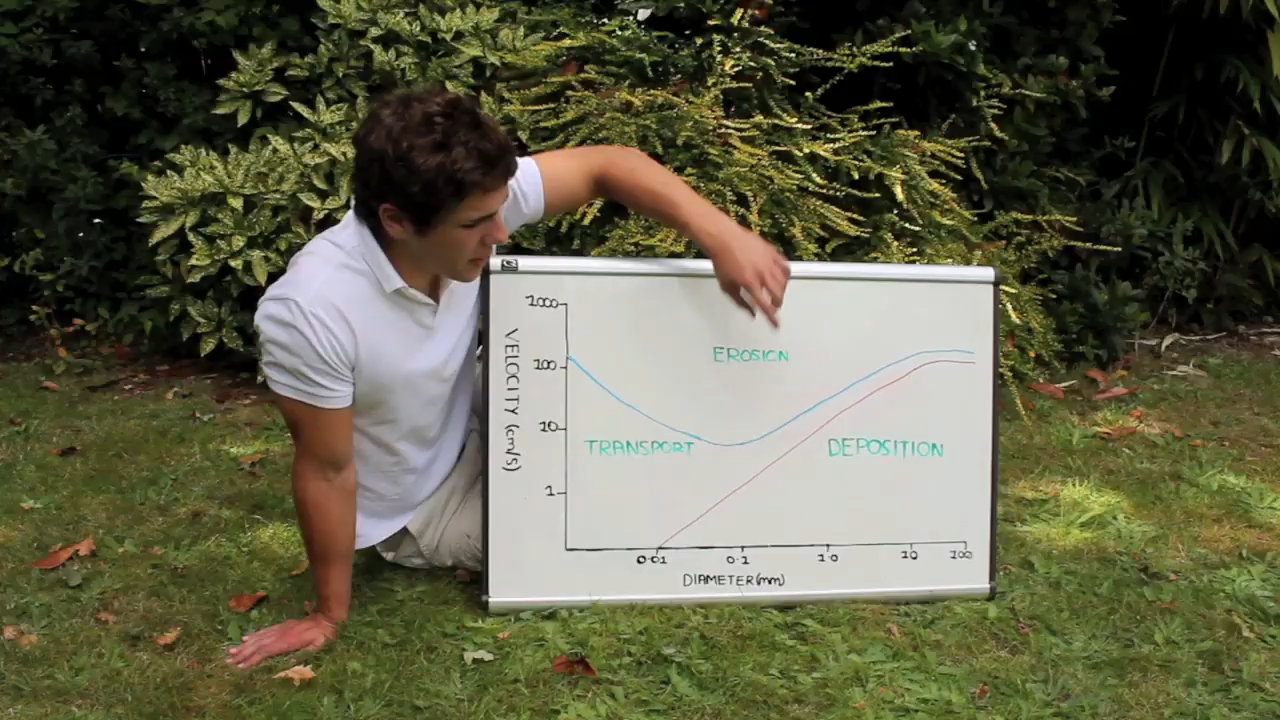 1000
100
10
1
VELOCITY (cm/s)
EROSION
TRANSPORT
DEPOSITION
0.01 0.1 1.0 10 100
DIAMETER (mm)